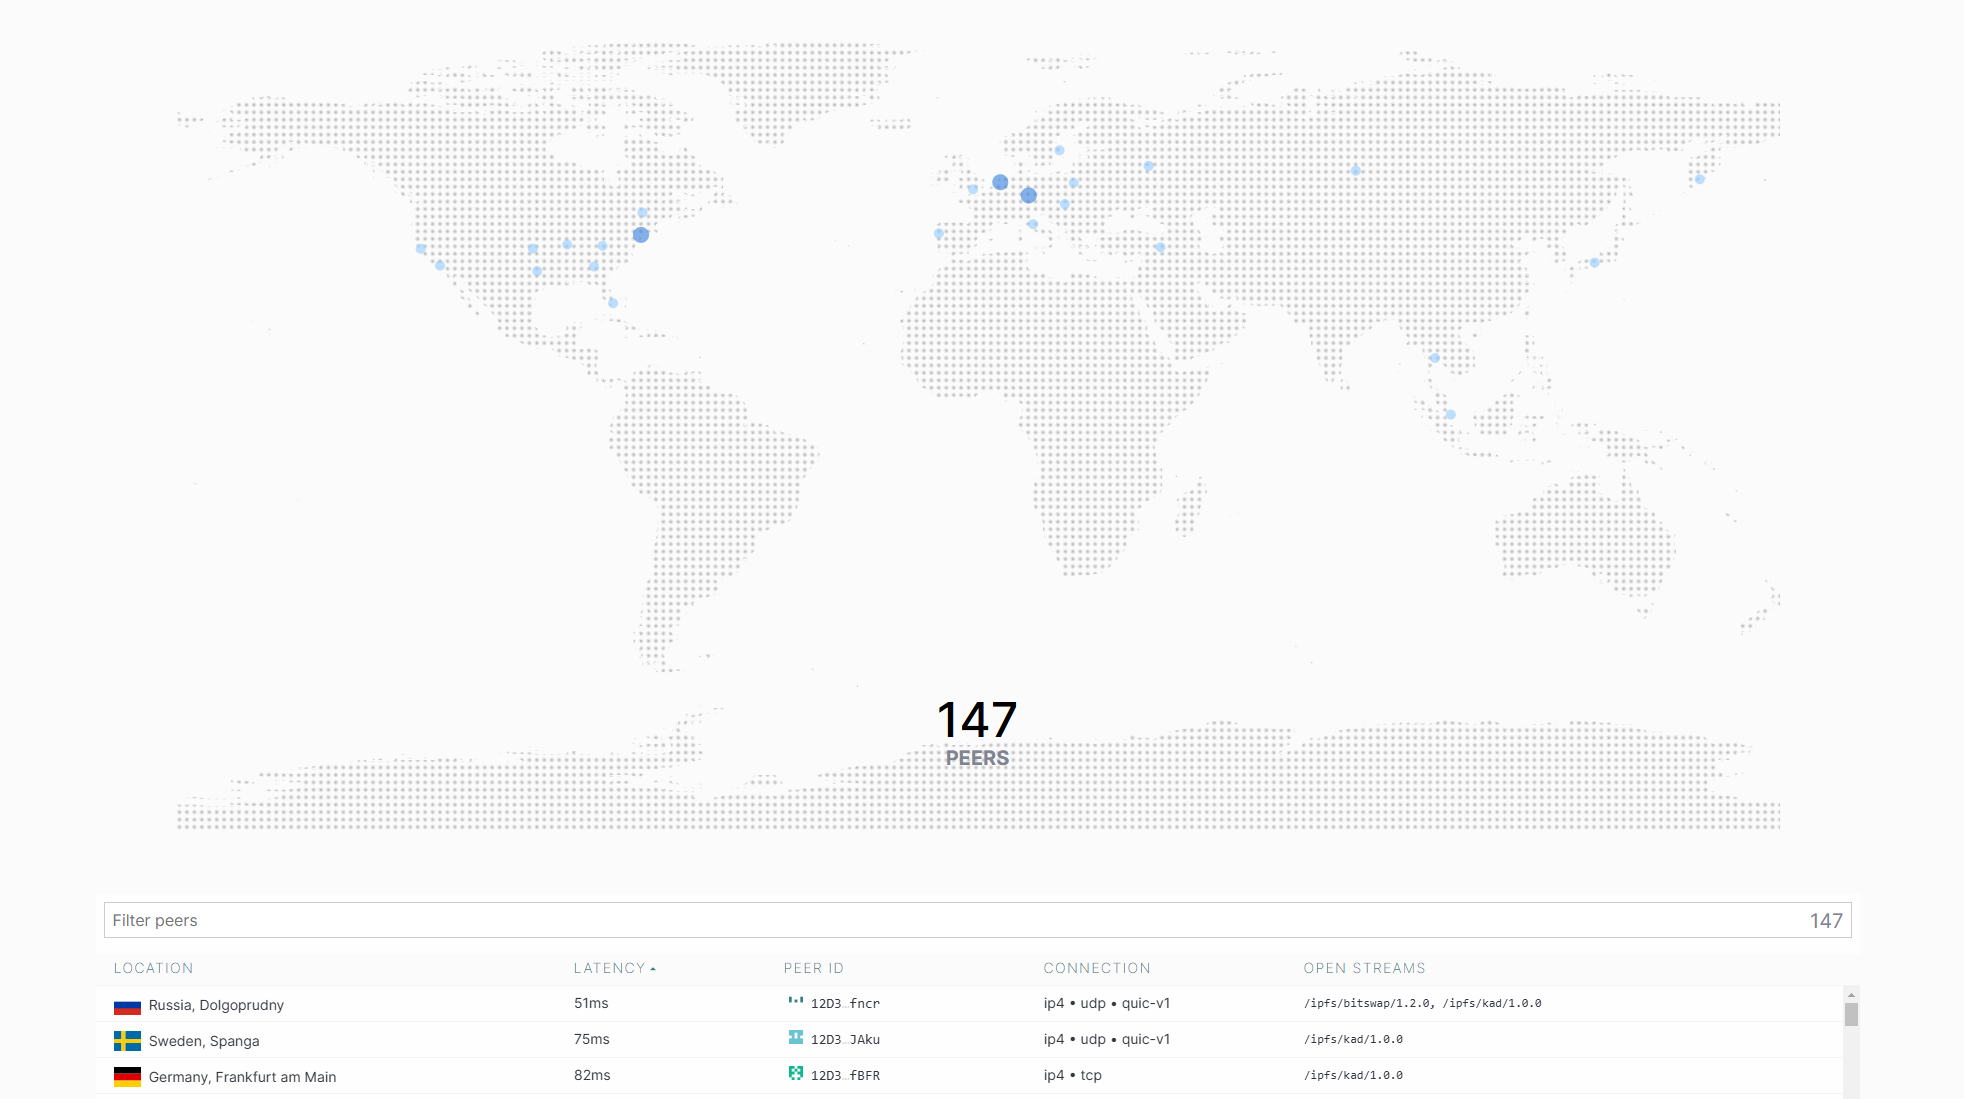 147
PEERS
Filter peers 147
LOCATION LATENCY PEER ID CONNECTION OPEN STREAMS
Russia, Dolgoprudny 51ms 12D3…fncr ip4 • udp • quic-v1 /ipfs/bitswap/1.2.0, /ipfs/kad/1.0.0
Sweden, Spanga 75ms 12D3…JAku ip4 • udp • quic-v1 /ipfs/kad/1.0.0
Germany, Frankfurt am Main 82ms 12D3…fBFR ip4 • tcp /ipfs/kad/1.0.0